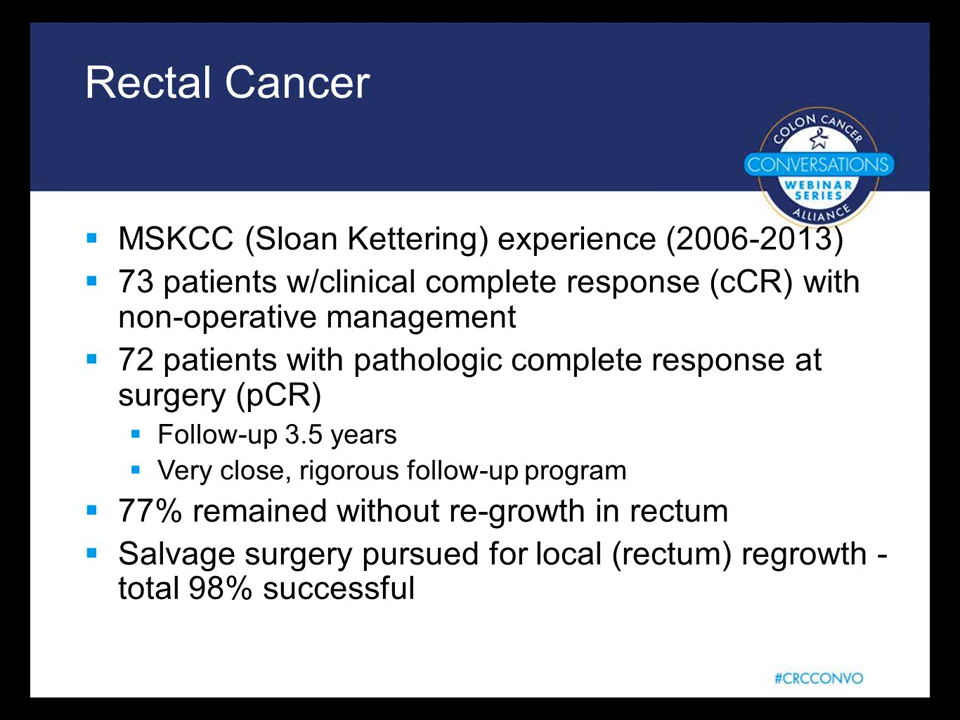 Rectal Cancer
COLON CANCER
CONVERSATIONS
WEBINAR
SERIES
ALLIANCE
MSKCC (Sloan Kettering) experience (2006-2013)
73 patients w/clinical complete response (cCR) with
non-operative management
72 patients with pathologic complete response at
surgery (pCR)
Follow-up 3.5 years
Very close, rigorous follow-up program
77% remained without re-growth in rectum
Salvage surgery pursued for local (rectum) regrowth -
total 98% successful
#CRCCONVO